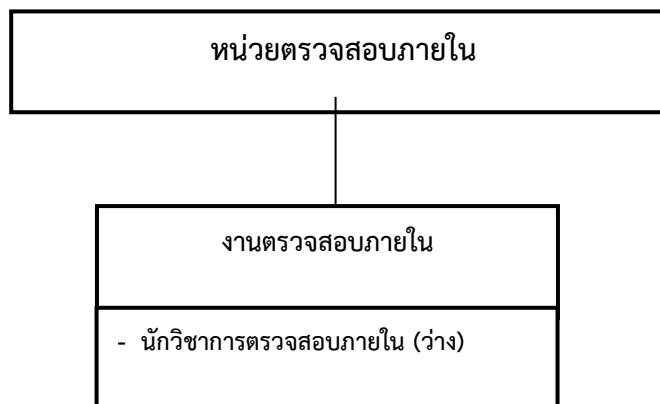 หน่วยตรวจสอบภายใน
งานตรวจสอบภายใน
- นักวิชาการตรวจสอบภายใน (ว่าง)